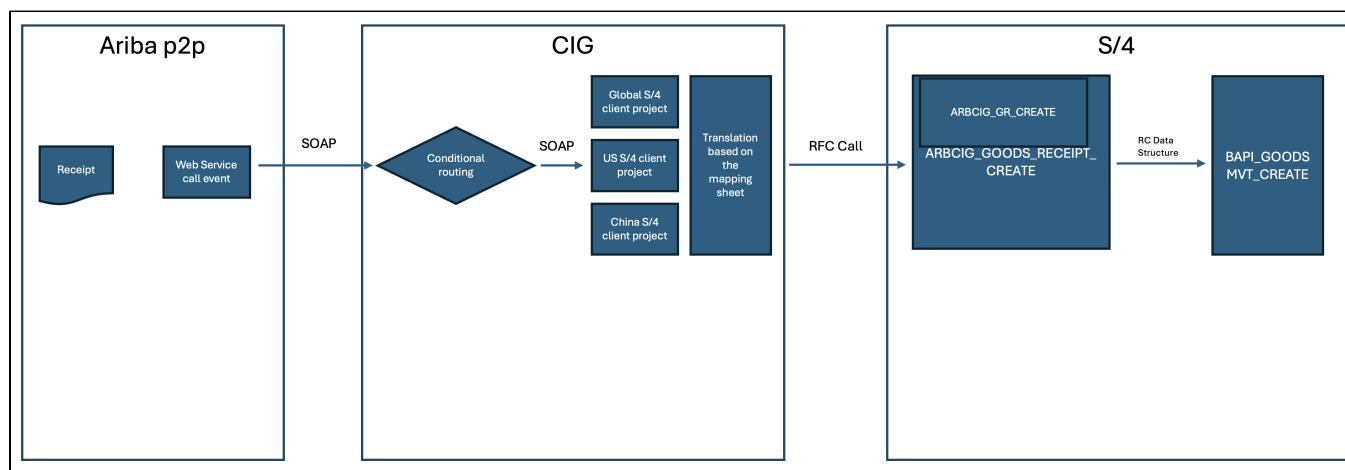 Ariba p2p
Receipt
Web Service
call event
SOAP
CIG
Conditional
routing
SOAP
Global S/4
client project
US S/4 client
project
China S/4
client project
Translation
based on
the
mapping
sheet
RFC Call
S/4
ARBCIG_GR_CREATE
ARBCIG_GOODS_RECEIPT_
CREATE
RC Data
Structure
BAPI_GOODS
MVT_CREATE